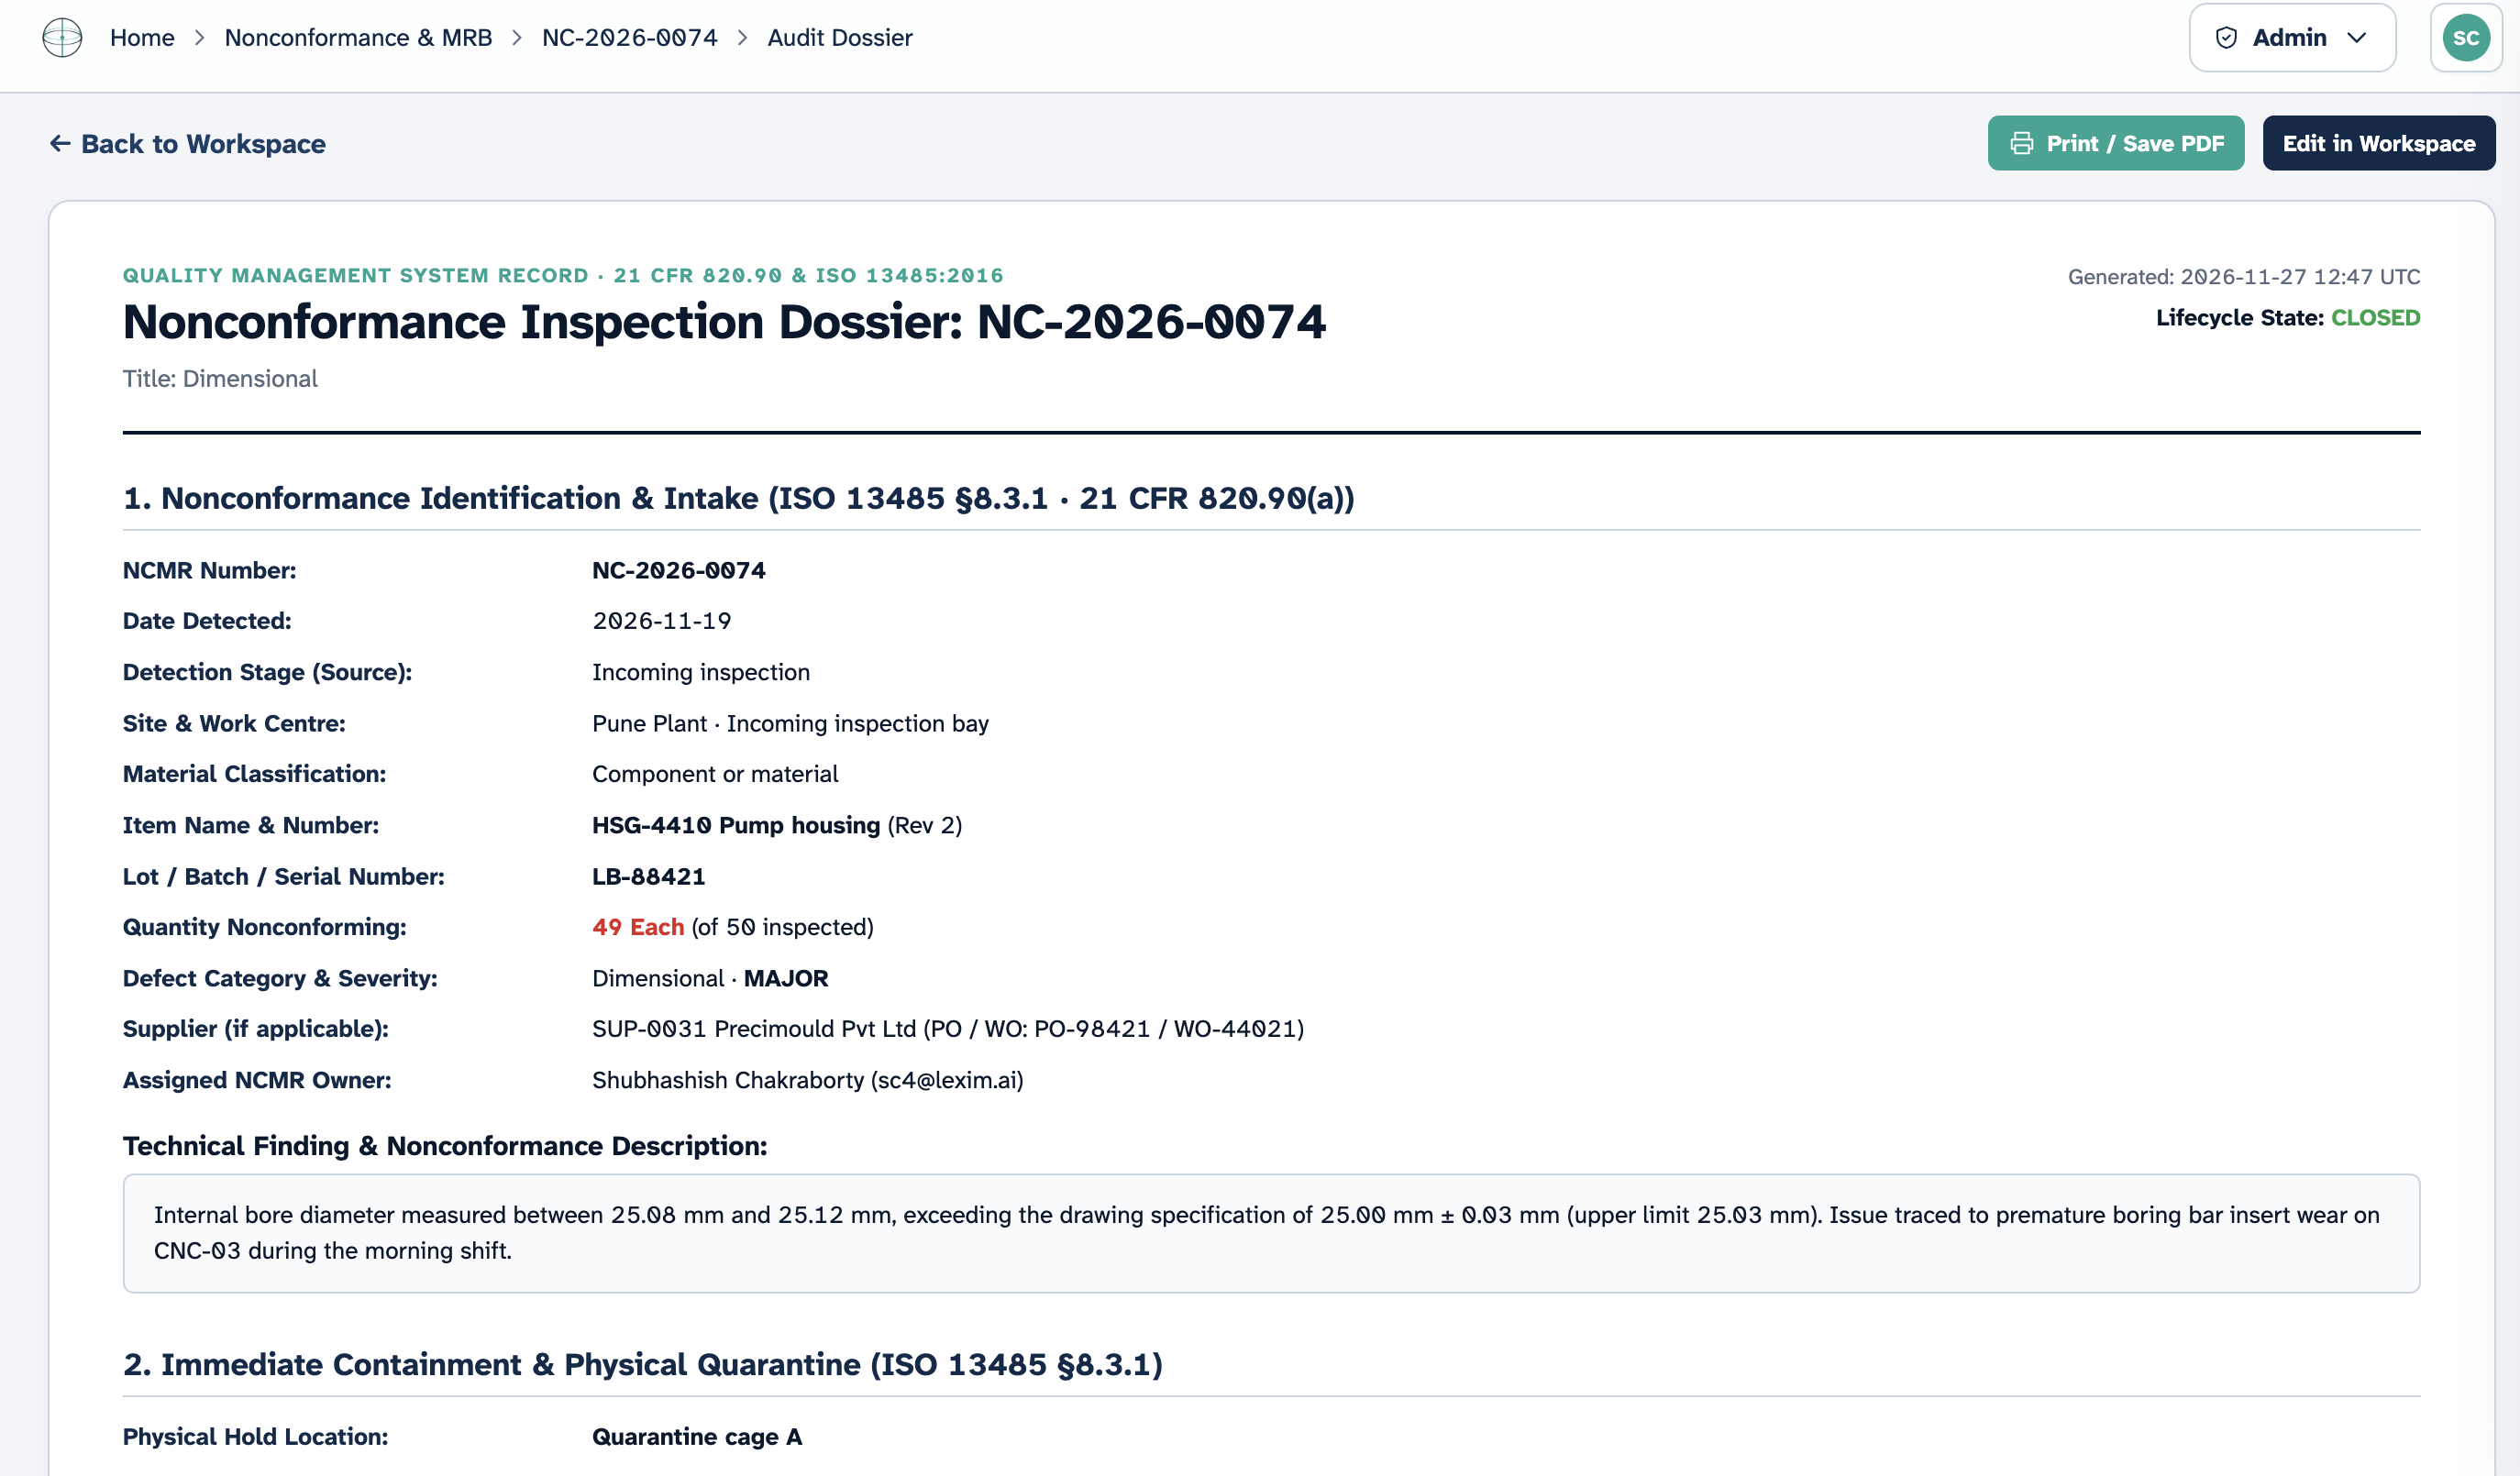 Home > Nonconformance & MRB > NC-2026-0074 > Audit Dossier
Admin
SC
← Back to Workspace
Print / Save PDF
Edit in Workspace
QUALITY MANAGEMENT SYSTEM RECORD · 21 CFR 820.90 & ISO 13485:2016
Generated: 2026-11-27 12:47 UTC
Nonconformance Inspection Dossier: NC-2026-0074
Lifecycle State: CLOSED
Title: Dimensional
1. Nonconformance Identification & Intake (ISO 13485 §8.3.1 · 21 CFR 820.90(a))
NCMR Number: NC-2026-0074
Date Detected: 2026-11-19
Detection Stage (Source): Incoming inspection
Site & Work Centre: Pune Plant · Incoming inspection bay
Material Classification: Component or material
Item Name & Number: HSG-4410 Pump housing (Rev 2)
Lot / Batch / Serial Number: LB-88421
Quantity Nonconforming: 49 Each (of 50 inspected)
Defect Category & Severity: Dimensional · MAJOR
Supplier (if applicable): SUP-0031 Precimould Pvt Ltd (PO / WO: PO-98421 / WO-44021)
Assigned NCMR Owner: Shubhashish Chakraborty (sc4@lexim.ai)
Technical Finding & Nonconformance Description:
Internal bore diameter measured between 25.08 mm and 25.12 mm, exceeding the drawing specification of 25.00 mm ± 0.03 mm (upper limit 25.03 mm). Issue traced to premature boring bar insert wear on
CNC-03 during the morning shift.
2. Immediate Containment & Physical Quarantine (ISO 13485 §8.3.1)
Physical Hold Location: Quarantine cage A